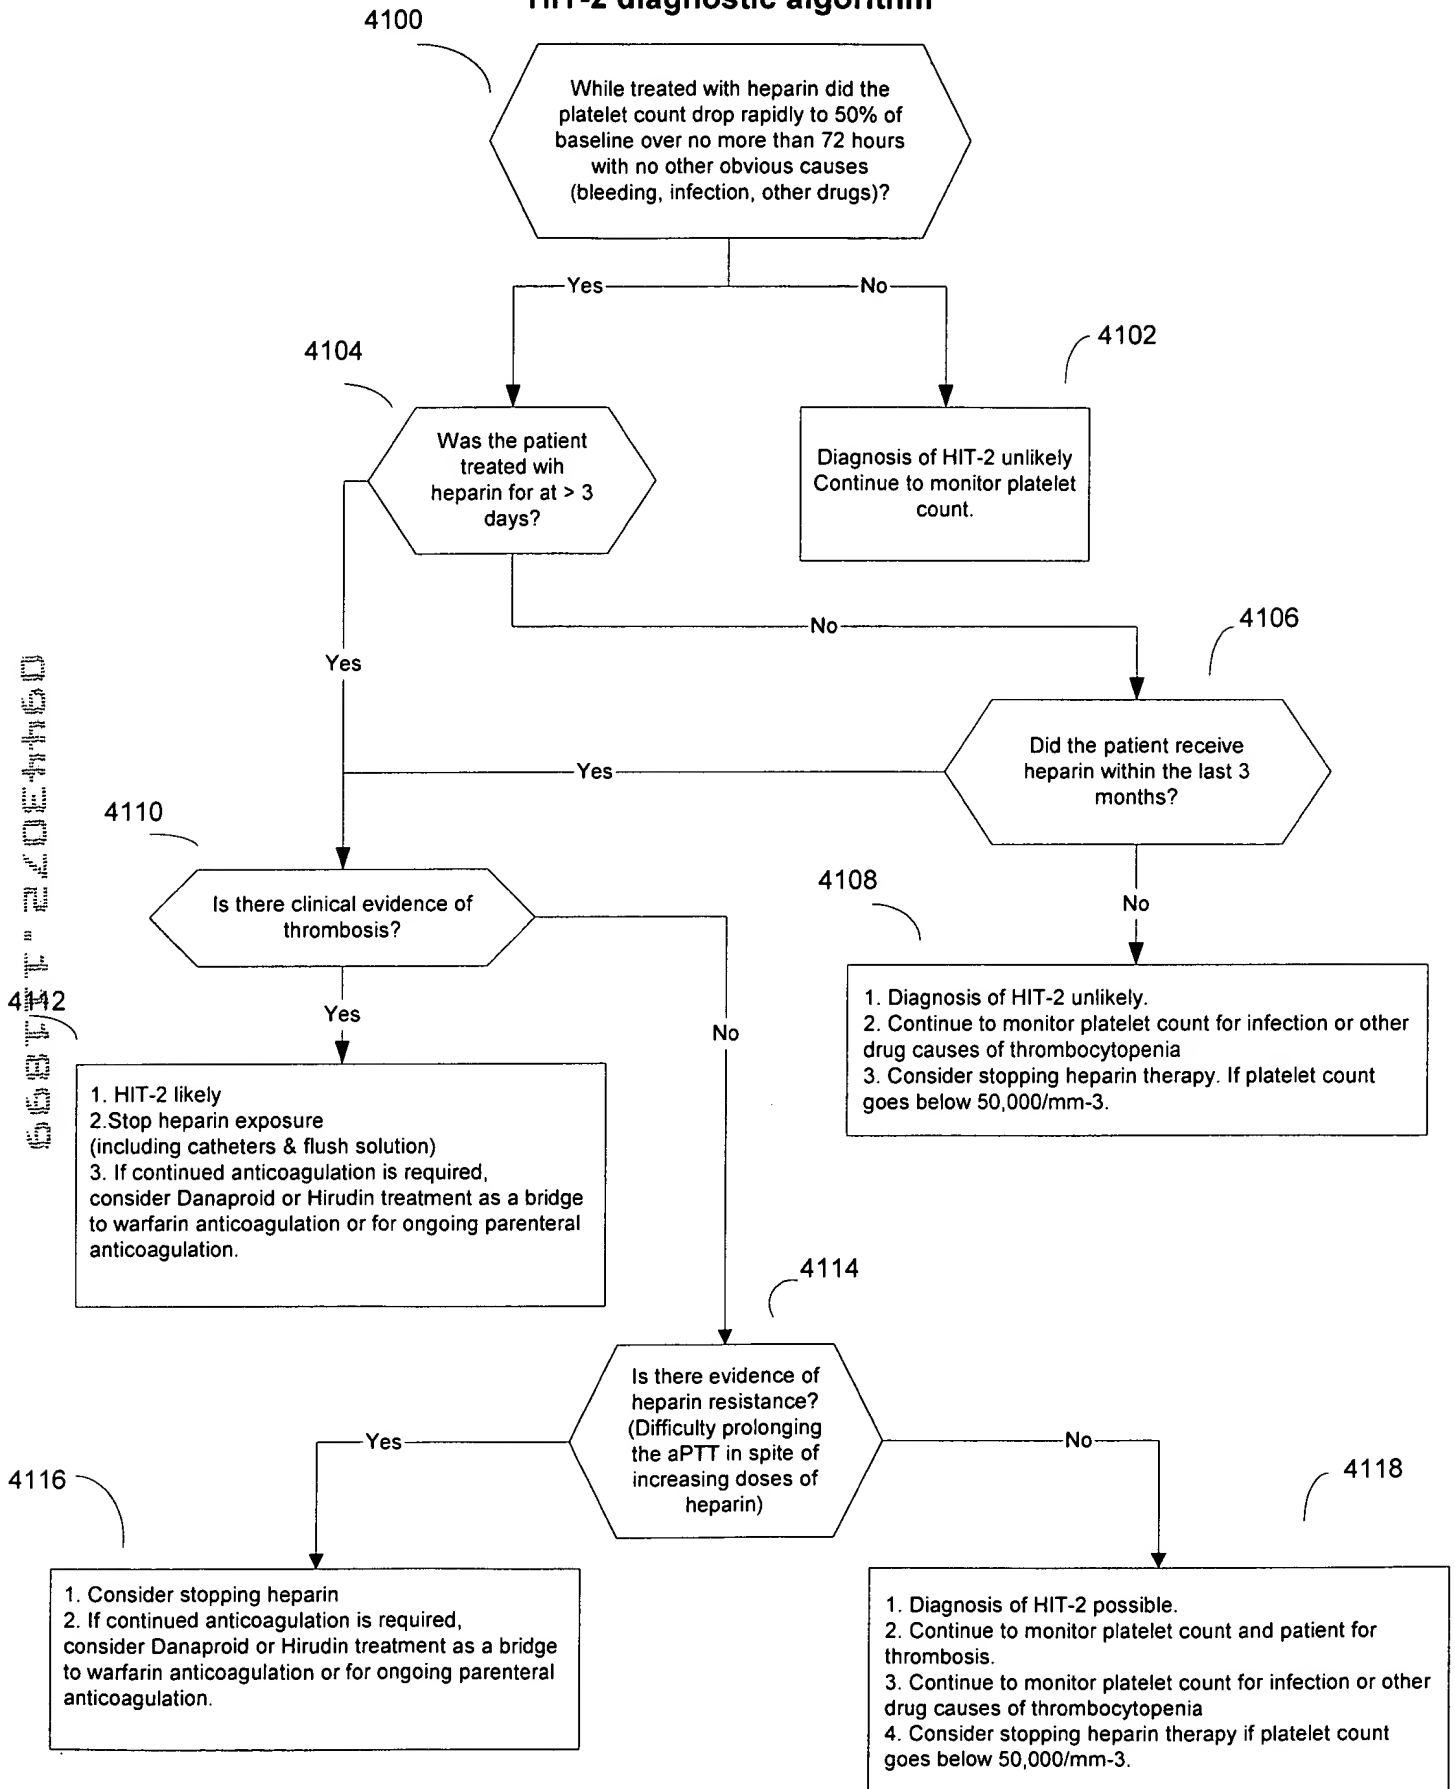 HIT-2 diagnostic algorithm
4100
While treated with heparin did the
platelet count drop rapidly to 50% of
baseline over no more than 72 hours
with no other obvious causes
(bleeding, infection, other drugs)?
Yes
No
4104
4102
Was the patient
treated wih
heparin for at > 3
days?
Diagnosis of HIT-2 unlikely
Continue to monitor platelet
count.
No
4106
Yes
Did the patient receive
heparin within the last 3
months?
Yes
4110
4108
No
Is there clinical evidence of
thrombosis?
1. Diagnosis of HIT-2 unlikely.
2. Continue to monitor platelet count for infection or other
drug causes of thrombocytopenia
3. Consider stopping heparin therapy. If platelet count
goes below 50,000/mm-3.
4112
Yes
No
1. HIT-2 likely
2.Stop heparin exposure
(including catheters & flush solution)
3. If continued anticoagulation is required,
consider Danaproid or Hirudin treatment as a bridge
to warfarin anticoagulation or for ongoing parenteral
anticoagulation.
4114
Is there evidence of
heparin resistance?
(Difficulty prolonging
the aPTT in spite of
increasing doses of
heparin)
Yes
No
4116
4118
1. Consider stopping heparin
2. If continued anticoagulation is required,
consider Danaproid or Hirudin treatment as a bridge
to warfarin anticoagulation or for ongoing parenteral
anticoagulation.
1. Diagnosis of HIT-2 possible.
2. Continue to monitor platelet count and patient for
thrombosis.
3. Continue to monitor platelet count for infection or other
drug causes of thrombocytopenia
4. Consider stopping heparin therapy if platelet count
goes below 50,000/mm-3.
09443072.111899